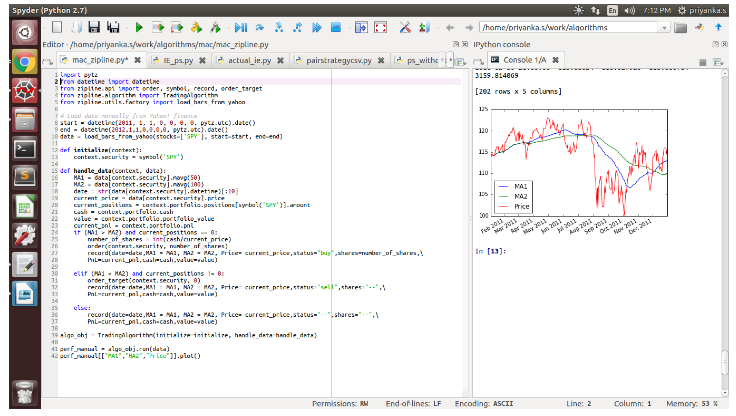 Spyder (Python 2.7)
En
7:12 PM
priyanka.s
/home/priyanka.s/work/algorithms
Editor - /home/priyanka.s/work/algorithms/mac/mac_zipline.py
IPython console
mac_zipline.py*
IE_ps.py
actual_ie.py
pairstrategycsv.py
Console 1/A
1 import pytz
2 from datetime import datetime
3 from zipline.api import order, symbol, record, order_target
4 from zipline.algorithm import TradingAlgorithm
5 from zipline.utils.factory import load_bars_from_yahoo
6
7 # Load data manually from Yahoo! finance
8 start = datetime(2011, 1, 1, 0, 0, 0, 0, pytz.utc).date()
9 end = datetime(2012,1,1,0,0,0,0, pytz.utc).date()
10 data = load_bars_from_yahoo(stocks=['SPY'], start=start, end=end)
11
12 def initialize(context):
13 context.security = symbol('SPY')
14
15 def handle_data(context, data):
16 MA1 = data[context.security].mavg(50)
17 MA2 = data[context.security].mavg(100)
18 date = str(data[context.security].datetime)[:10]
19 current_price = data[context.security].price
20 current_positions = context.portfolio.positions[symbol('SPY')].amount
21 cash = context.portfolio.cash
22 value = context.portfolio.portfolio_value
23 current_pnl = context.portfolio.pnl
24 if (MA1 > MA2) and current_positions == 0:
25 number_of_shares = int(cash/current_price)
26 order(context.security, number_of_shares)
27 record(date=date,MA1 = MA1, MA2 = MA2, Price= current_price,status="buy",shares=number_of_shares,\
28 PnL=current_pnl,cash=cash,value=value)
29
30 elif (MA1 < MA2) and current_positions != 0:
31 order_target(context.security, 0)
32 record(date=date,MA1 = MA1, MA2 = MA2, Price= current_price,status="sell",shares="--",\
33 PnL=current_pnl,cash=cash,value=value)
34
35 else:
36 record(date=date,MA1 = MA1, MA2 = MA2, Price= current_price,status="--",shares="--",\
37 PnL=current_pnl,cash=cash,value=value)
38
39 algo_obj = TradingAlgorithm(initialize=initialize, handle_data=handle_data)
40
41 perf_manual = algo_obj.run(data)
42 perf_manual[["MA1","MA2","Price"]].plot()
3159.814869
[202 rows x 5 columns]
125
120
115
110
105
100
MA1
MA2
Price
Feb 2011
Mar 2011
Apr 2011
May 2011
Jun 2011
Jul 2011
Aug 2011
Sep 2011
Oct 2011
Nov 2011
Dec 2011
In [13]:
Permissions: RW
End-of-lines: LF
Encoding: ASCII
Line: 2
Column: 1
Memory: 53 %